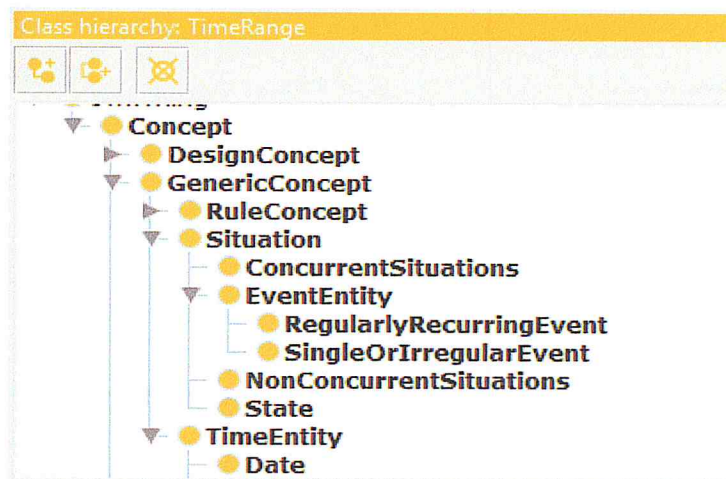 Class hierarchy: TimeRange
Concept
DesignConcept
GenericConcept
RuleConcept
Situation
ConcurrentSituations
EventEntity
RegularlyRecurringEvent
SingleOrIrregularEvent
NonConcurrentSituations
State
TimeEntity
Date